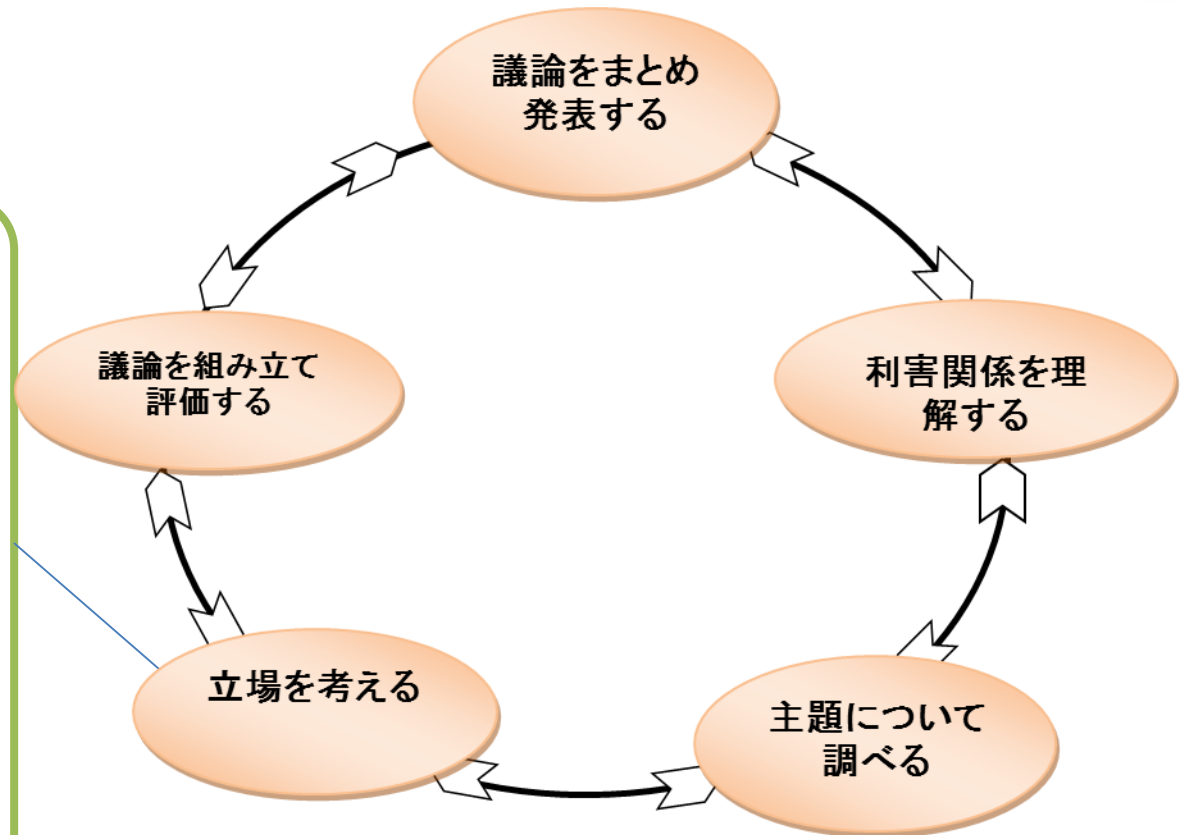 議論をまとめ
発表する
利害関係を理
解する
主題について
調べる
立場を考える
議論を組み立て
評価する